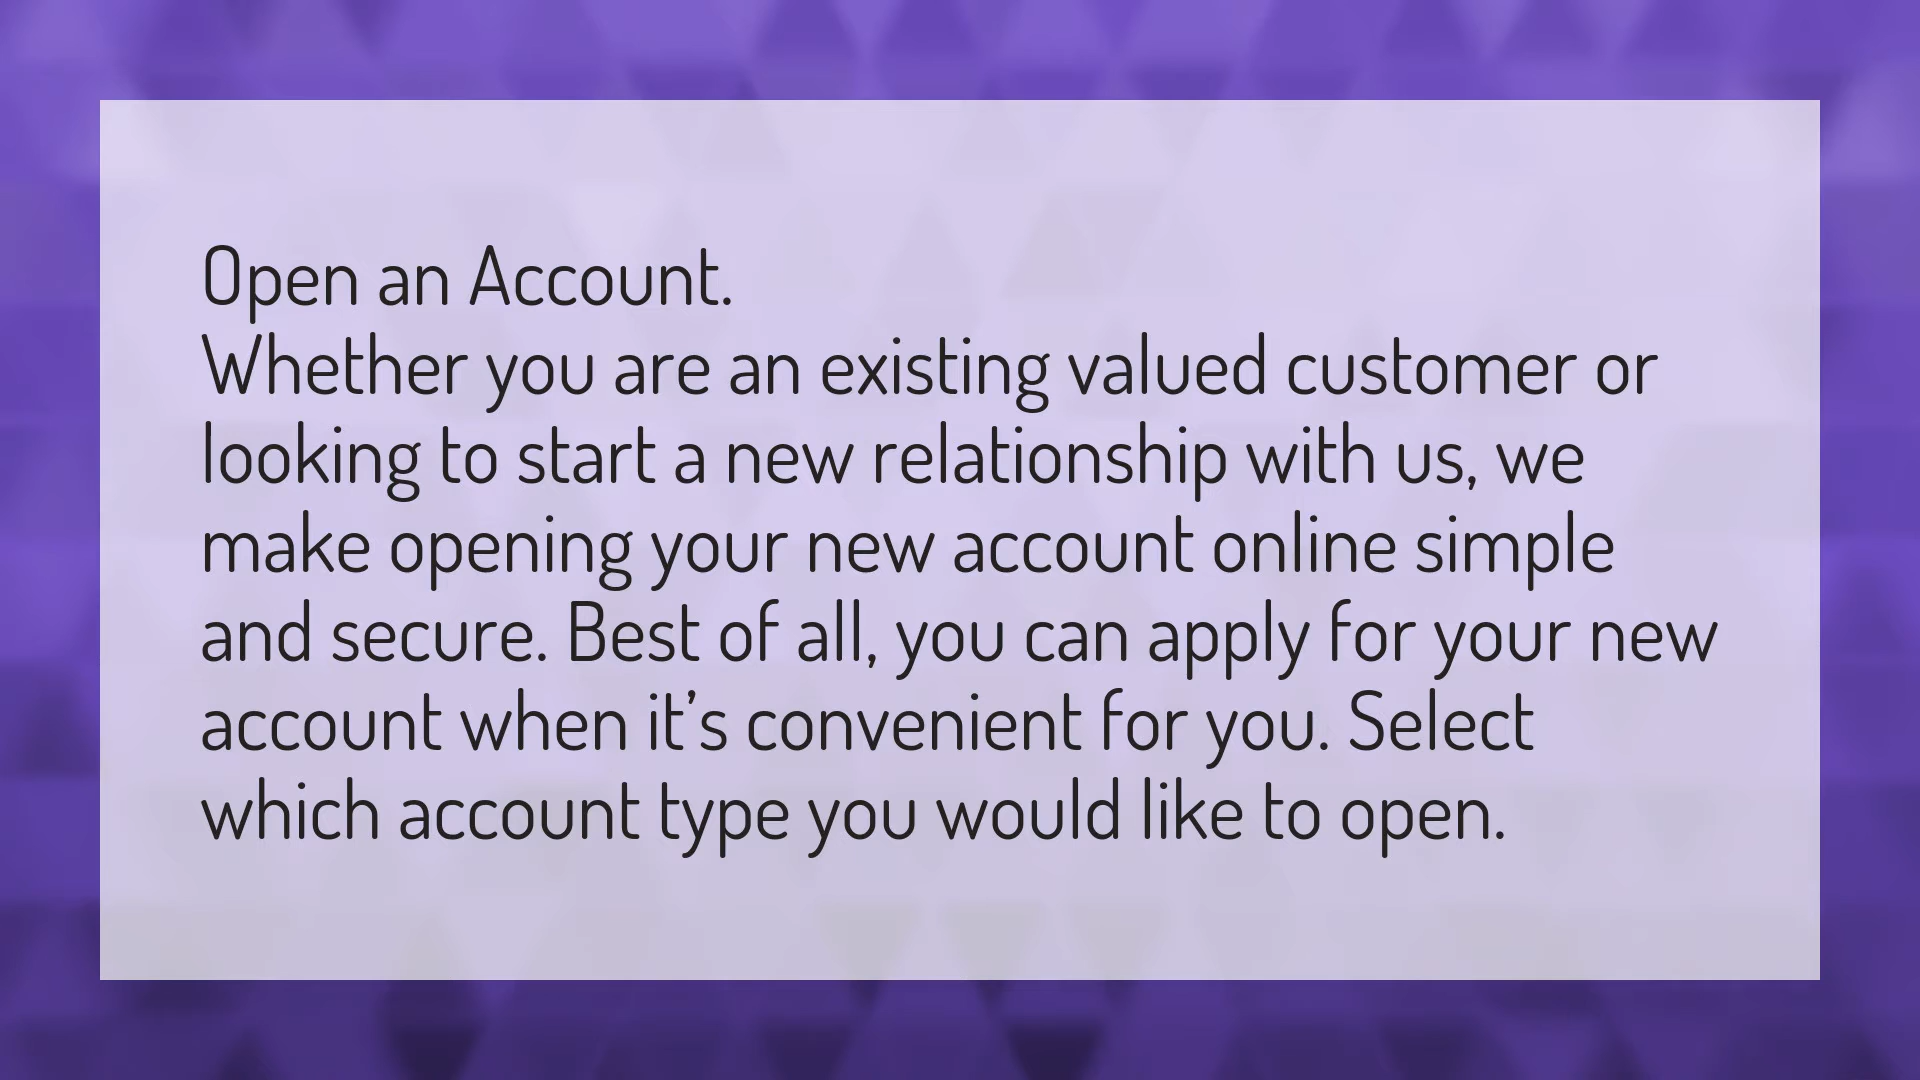 Open an Account.
Whether you are an existing valued customer or
looking to start a new relationship with us, we
make opening your new account online simple
and secure. Best of all, you can apply for your new
account when it’s convenient for you. Select
which account type you would like to open.